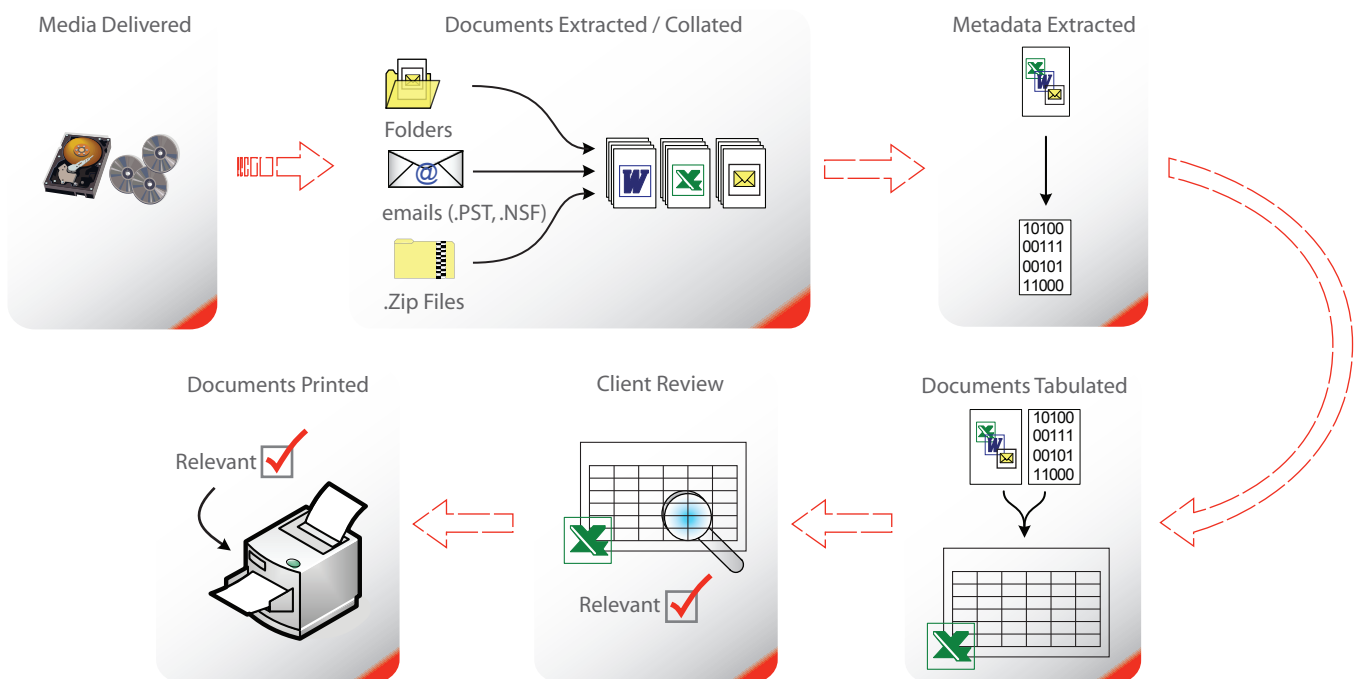 Media Delivered
Documents Extracted / Collated
Folders
@
emails (.PST, .NSF)
.Zip Files
W
X
Metadata Extracted
X
W
10100
00111
00101
11000
Documents Tabulated
X
W
10100
00111
00101
11000
X
Client Review
X
Relevant
Documents Printed
Relevant